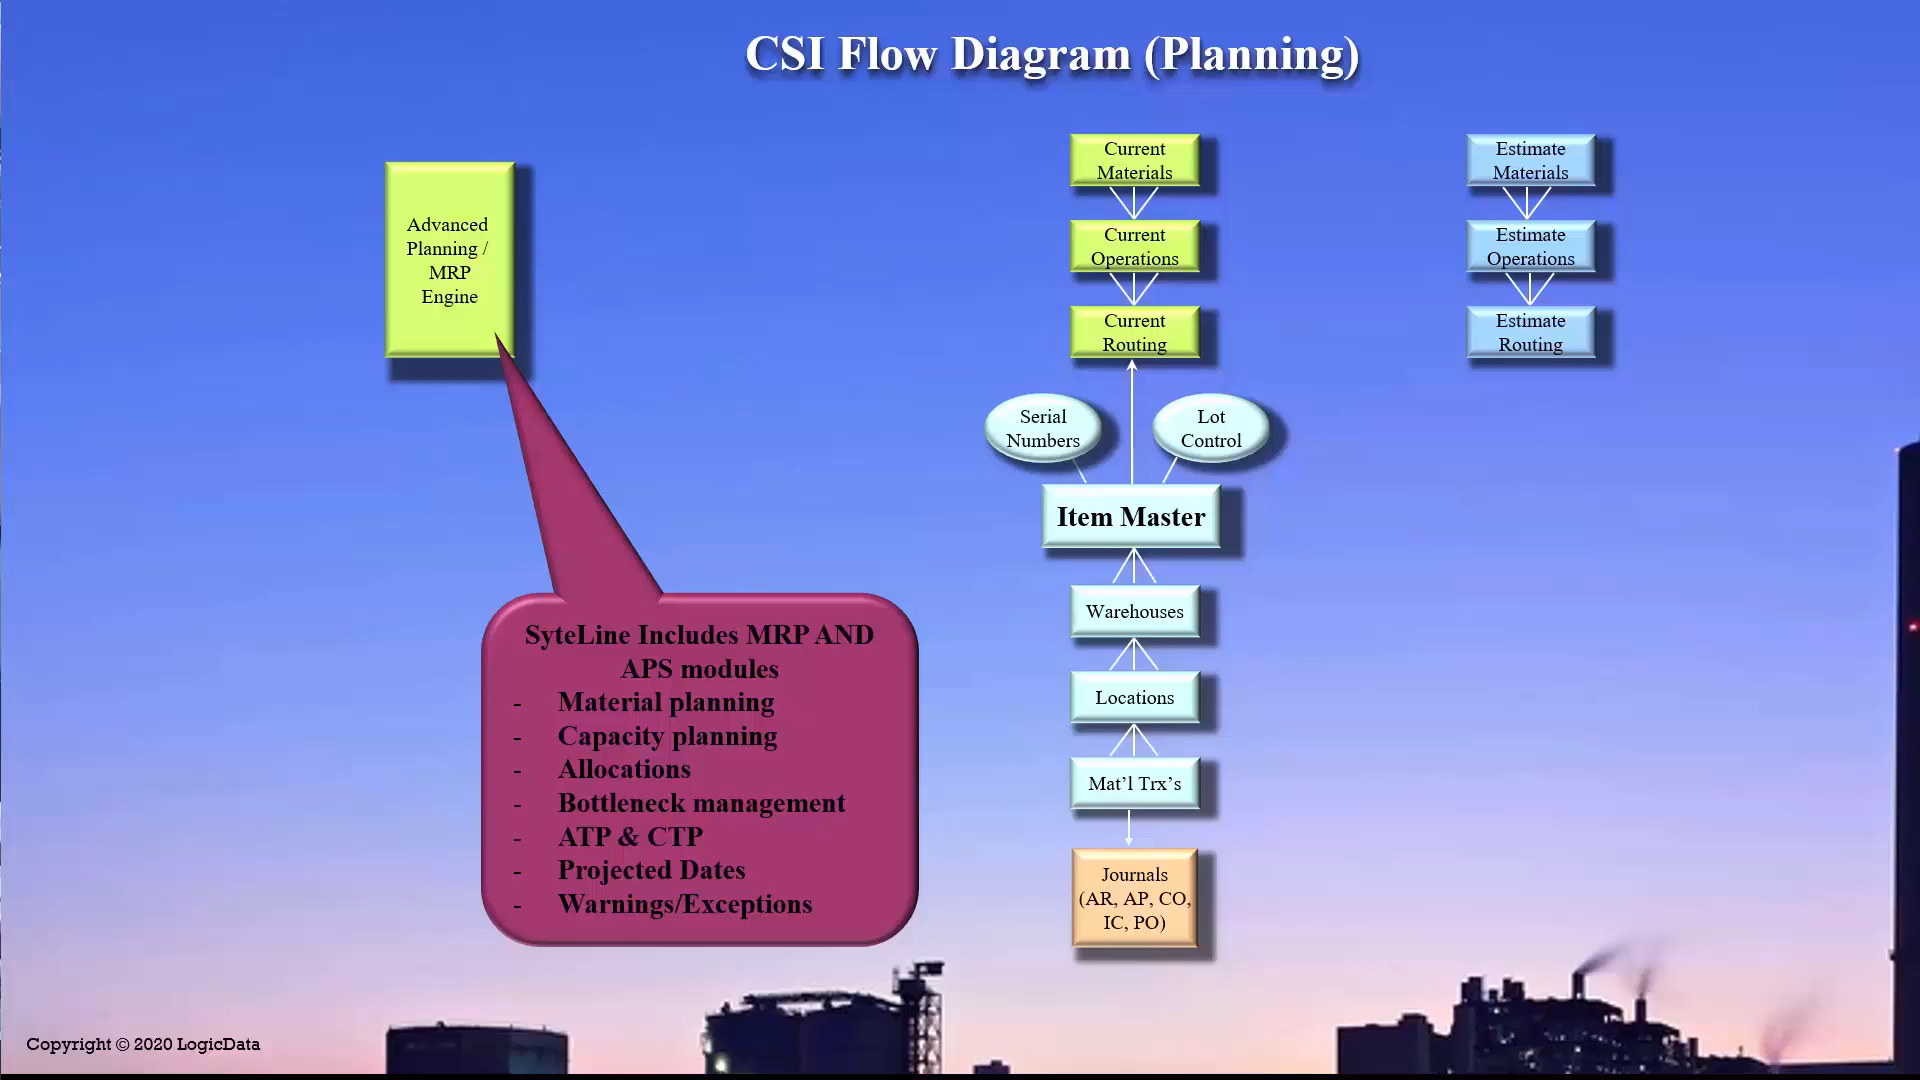 CSI Flow Diagram (Planning)
Advanced
Planning /
MRP
Engine
Current
Materials
Current
Operations
Current
Routing
Estimate
Materials
Estimate
Operations
Estimate
Routing
Serial
Numbers
Lot
Control
Item Master
Warehouses
Locations
Mat’l Trx’s
Journals
(AR, AP, CO,
IC, PO)
SyteLine Includes MRP AND
APS modules
- Material planning
- Capacity planning
- Allocations
- Bottleneck management
- ATP & CTP
- Projected Dates
- Warnings/Exceptions
Copyright © 2020 LogicData